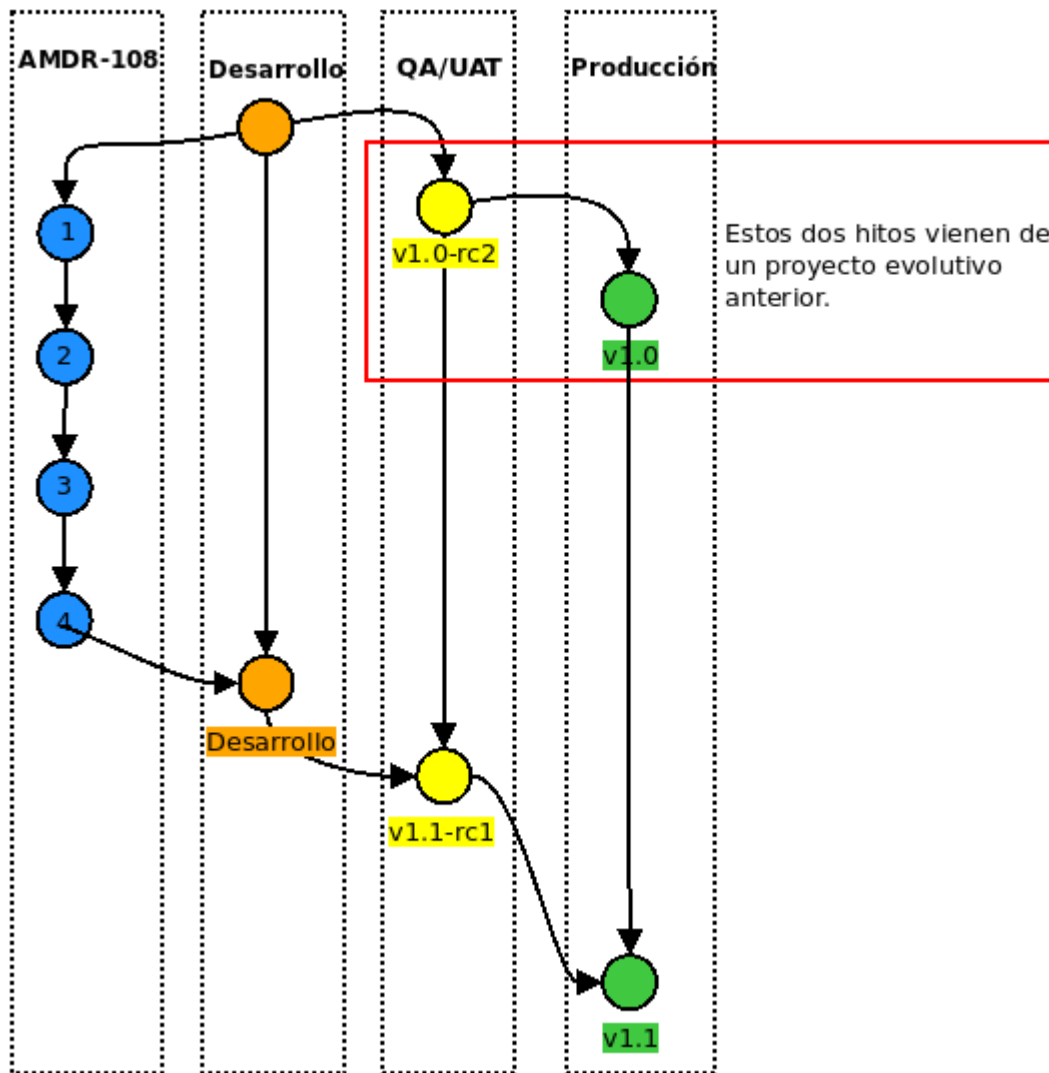 AMDR-108
Desarrollo
QA/UAT
Producción
1
v1.0-rc2
Estos dos hitos vienen de
un proyecto evolutivo
anterior.
2
v1.0
3
4
Desarrollo
v1.1-rc1
v1.1